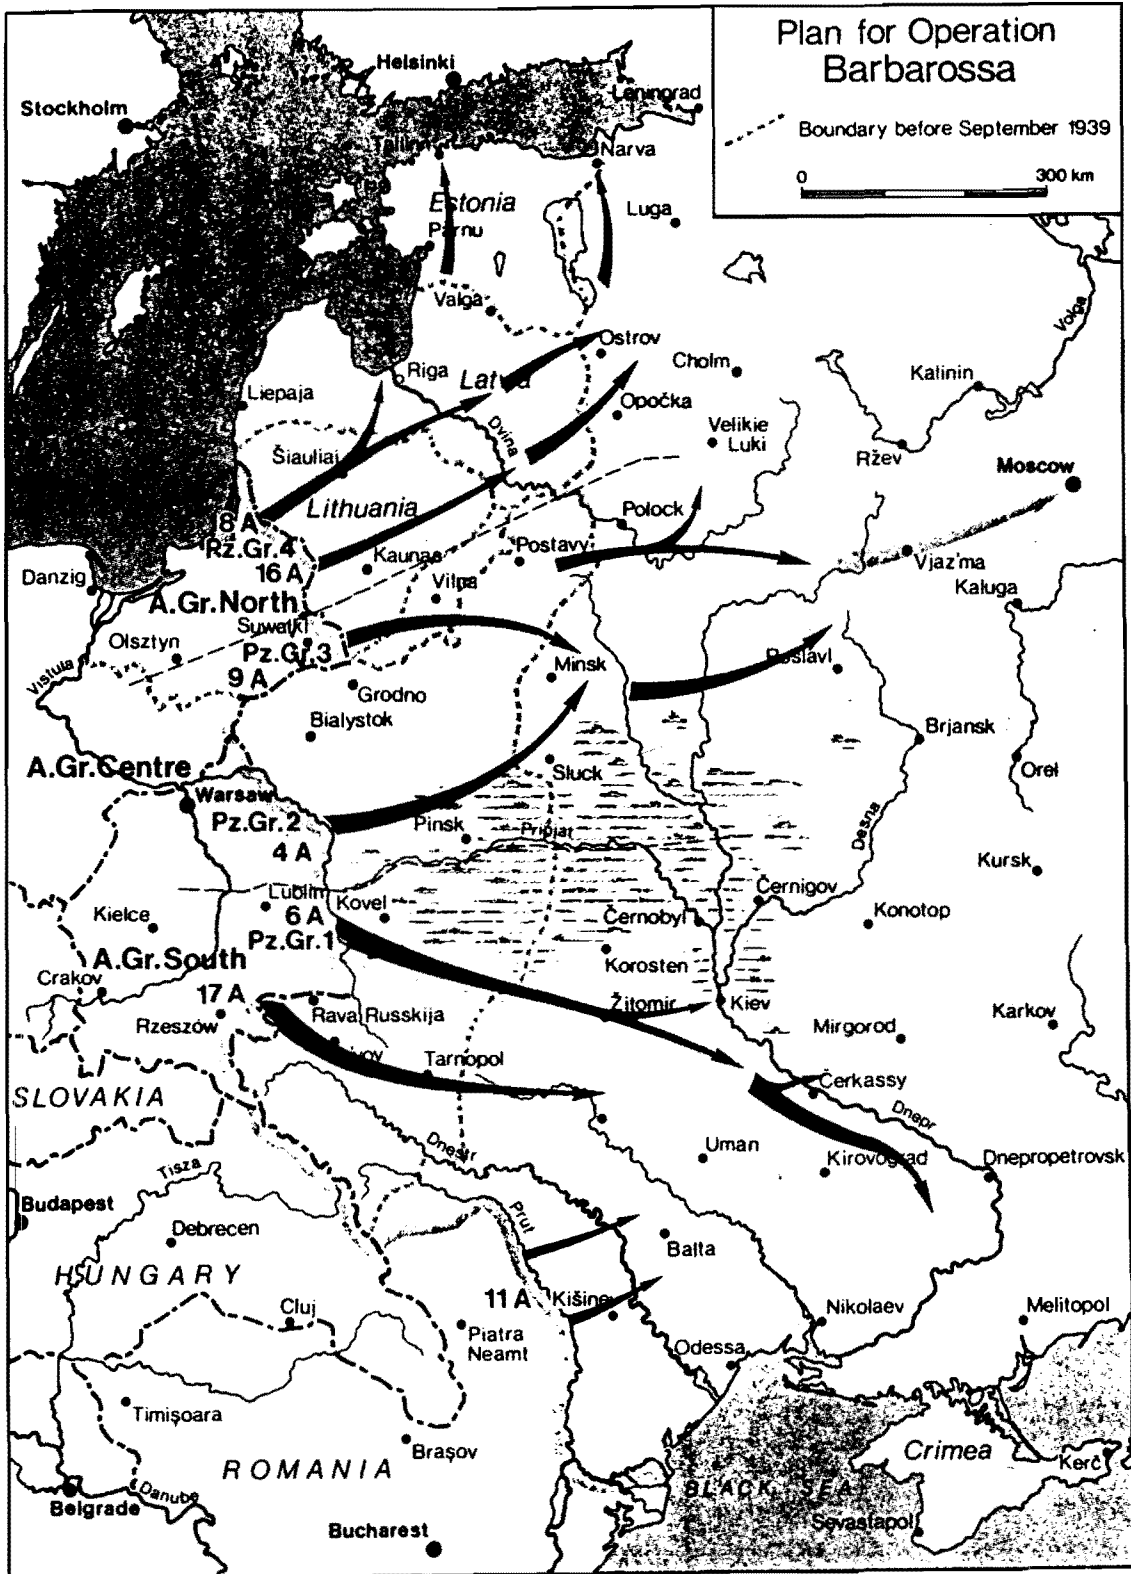 Plan for Operation
Barbarossa
Boundary before September 1939
0 300 km
Helsinki
Stockholm
Leningrad
Tallinn
Narva
Estonia
Luga
Pärnu
Valga
Volga
Ostrov
Riga
Latvia
Cholm
Kalinin
Liepaja
Opočka
Dvina
Velikie
Luki
Šiauliai
Ržev
Moscow
Lithuania
18 A
Pz.Gr.4
16 A
Polock
Postavy
Kaunas
Vjaz'ma
Danzig
Vilna
Kaluga
A.Gr.North
Suwalki
Olsztyn
Pz.Gr.3
Minsk
Roslavl
Vistula
9 A
Grodno
Bialystok
Brjansk
A.Gr.Centre
Sluck
Orel
Warsaw
Pz.Gr.2
Pinsk
Pripjat
Desna
4 A
Kursk
Lublin
Kovel
Černigov
Kielce
6 A
Černobyl
Konotop
Pz.Gr.1
A.Gr.South
Korosten
Crakov
17 A
Žitomir
Kiev
Rzeszów
Rava Russkija
Mirgorod
Karkov
Lvov
Tarnopol
Čerkassy
SLOVAKIA
Dnepr
Dnestr
Uman
Kirovograd
Dnepropetrovsk
Tisza
Budapest
Prut
Debrecen
Balta
HUNGARY
11 A
Kišine
Cluj
Nikolaev
Melitopol
Piatra
Neamt
Odessa
Timişoara
Braşov
Crimea
ROMANIA
Kerč
Danube
BLACK SEA
Belgrade
Sevastapol
Bucharest